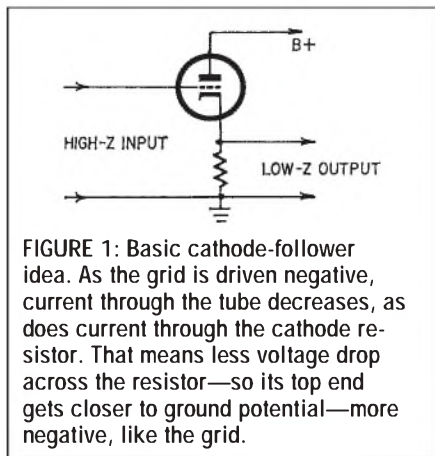 B+
HIGH-Z INPUT
LOW-Z OUTPUT
FIGURE 1: Basic cathode-follower
idea. As the grid is driven negative,
current through the tube decreases, as
does current through the cathode re-
sistor. That means less voltage drop
across the resistor—so its top end
gets closer to ground potential—more
negative, like the grid.